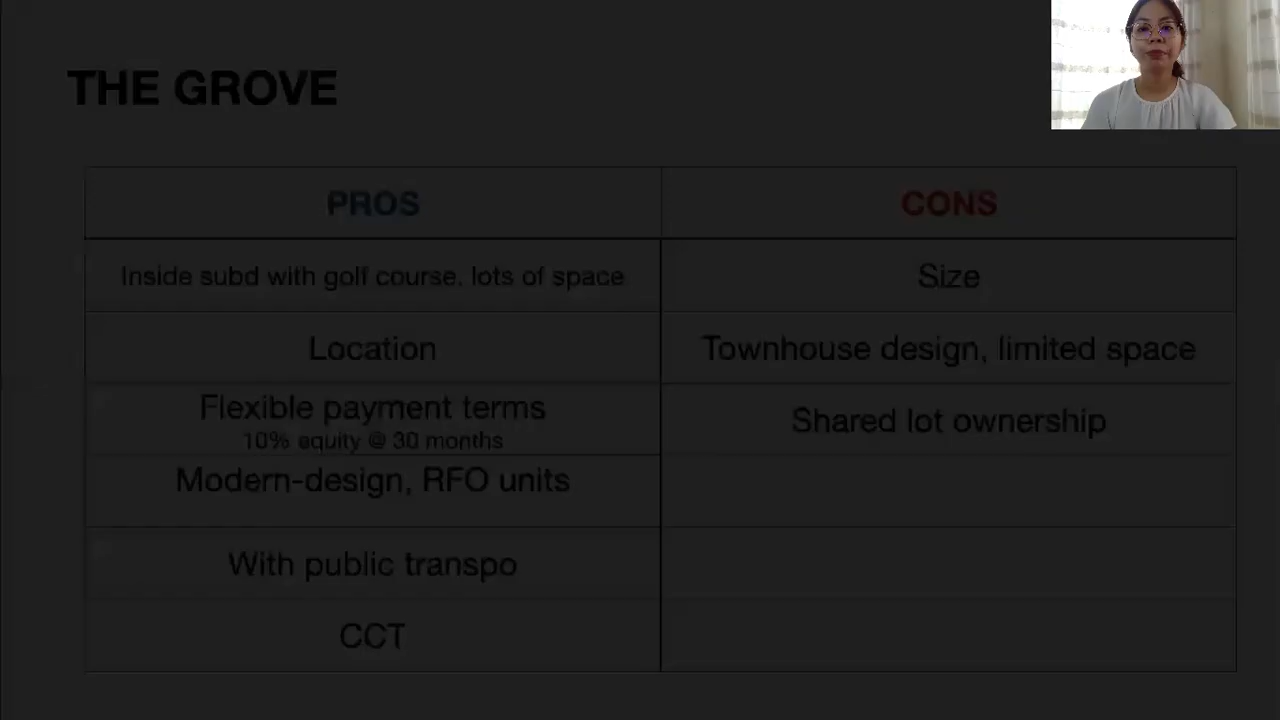 THE GROVE
PROS
CONS
Inside subd with golf course, lots of space
Size
Location
Townhouse design, limited space
Flexible payment terms
10% equity @ 30 months
Shared lot ownership
Modern-design, RFO units
With public transpo
CCT